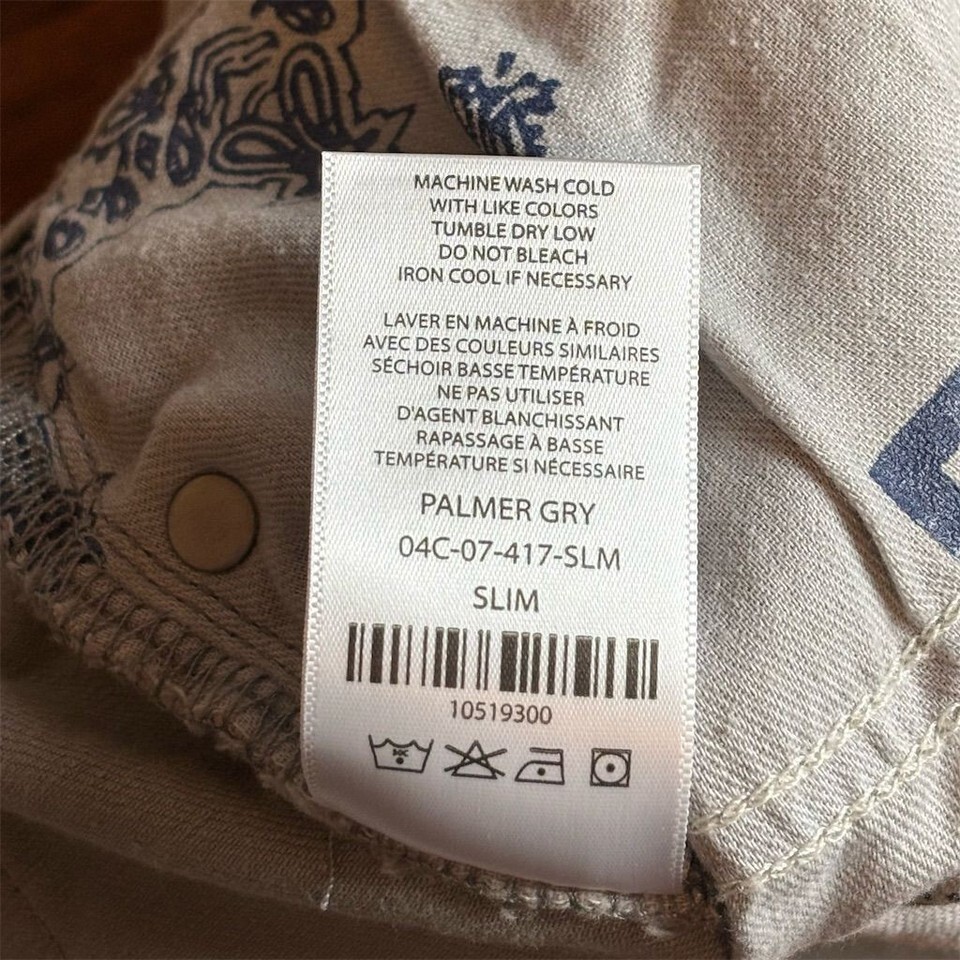 MACHINE WASH COLD
WITH LIKE COLORS
TUMBLE DRY LOW
DO NOT BLEACH
IRON COOL IF NECESSARY
LAVER EN MACHINE À FROID
AVEC DES COULEURS SIMILAIRES
SÉCHOIR BASSE TEMPÉRATURE
NE PAS UTILISER
D'AGENT BLANCHISSANT
RAPASSAGE À BASSE
TEMPÉRATURE SI NÉCESSAIRE
PALMER GRY
04C-07-417-SLM
SLIM
10519300